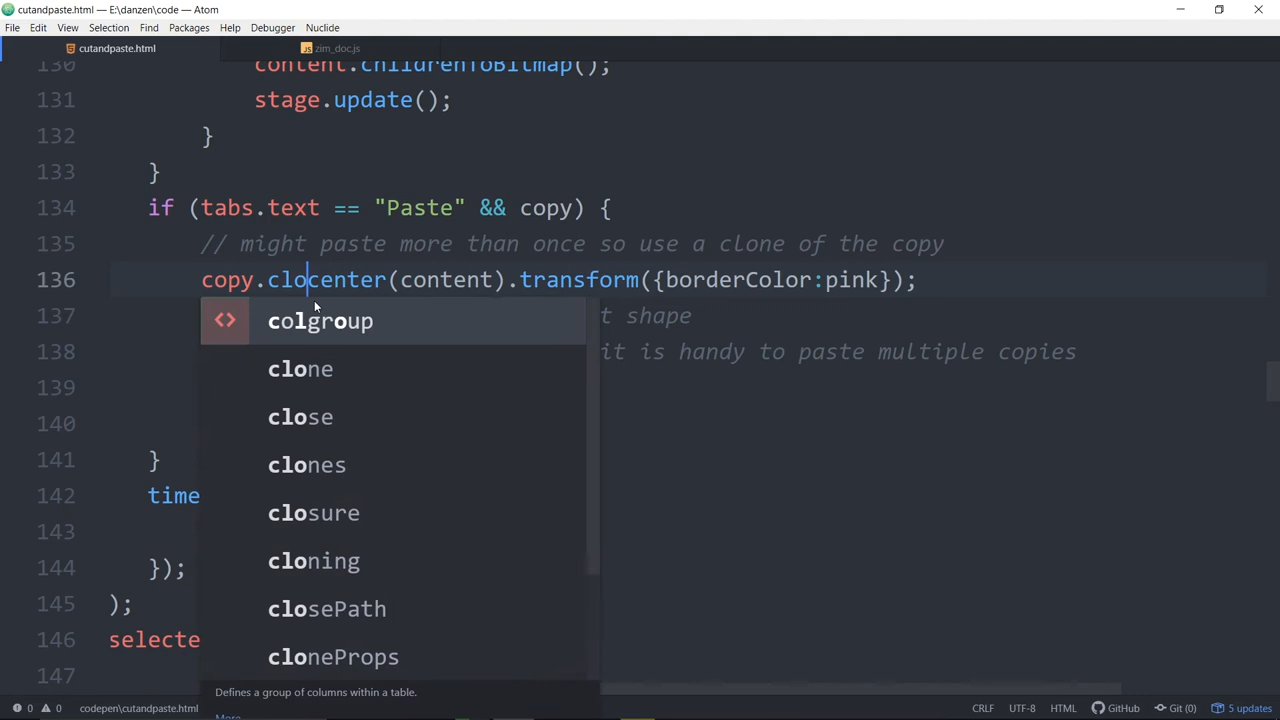 cutandpaste.html — E:\danzen\code — Atom
File Edit View Selection Find Packages Help Debugger Nuclide
cutandpaste.html
zim_doc.js
130 content.childrenToBitmap();
131 stage.update();
132 }
133 }
134 if (tabs.text == "Paste" && copy) {
135 // might paste more than once so use a clone of the copy
136 copy.clocenter(content).transform({borderColor:pink});
137 t shape
138 it is handy to paste multiple copies
139
140
141 }
142 time
143
144 });
145 );
146 selecte
147
<> colgroup
clone
close
clones
closure
cloning
closePath
cloneProps
Defines a group of columns within a table.
More
0 0 codepen\cutandpaste.html CRLF UTF-8 HTML GitHub Git (0) 5 updates